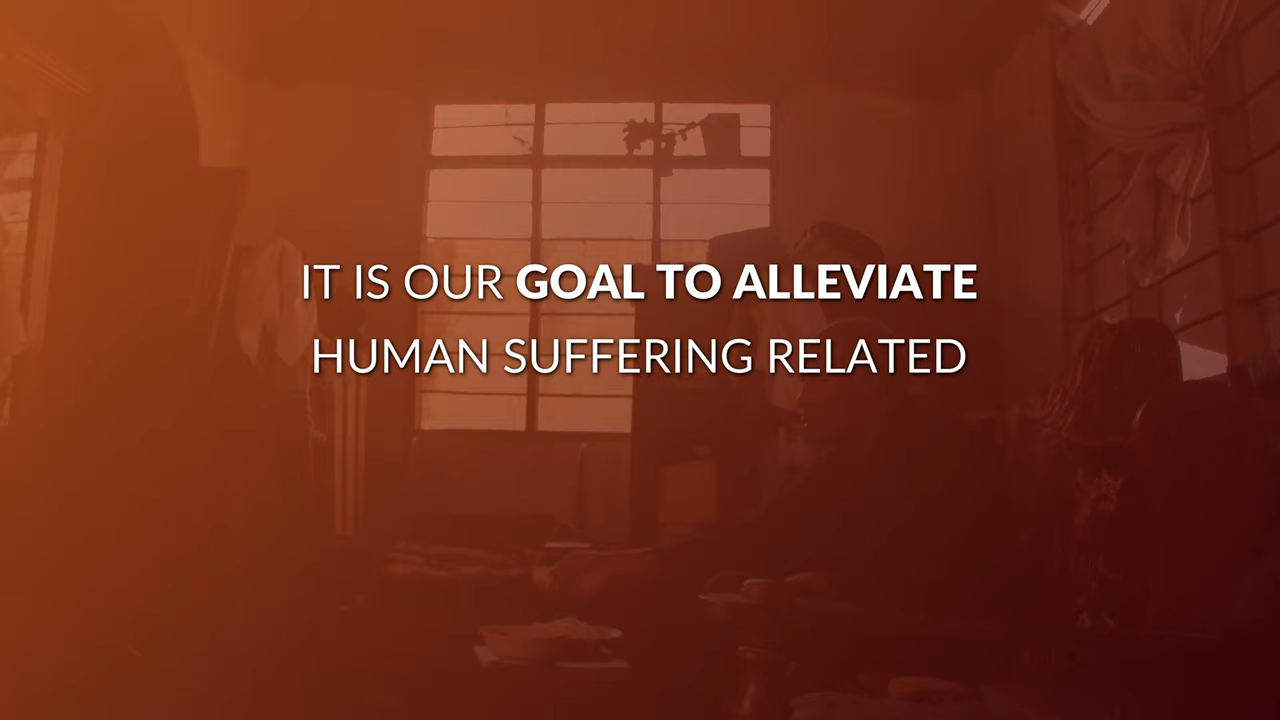 IT IS OUR GOAL TO ALLEVIATE
HUMAN SUFFERING RELATED